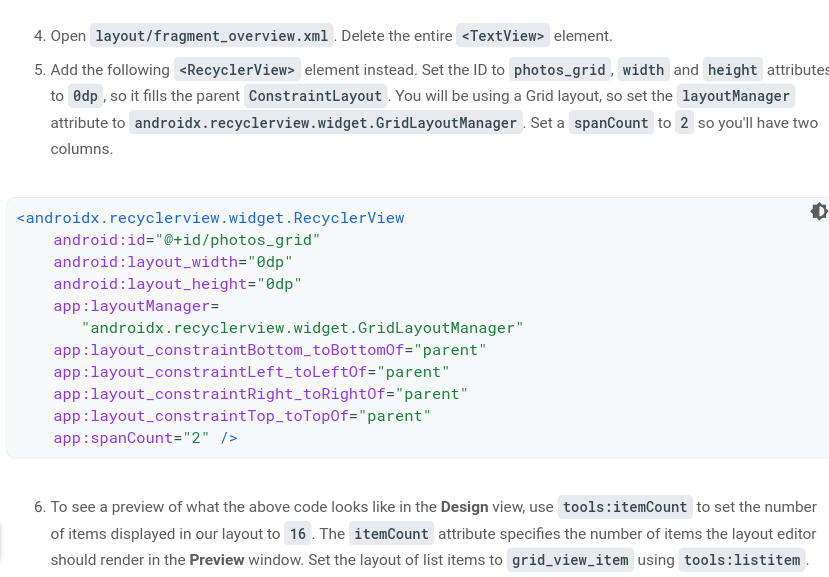 4. Open layout/fragment_overview.xml. Delete the entire <TextView> element.
5. Add the following <RecyclerView> element instead. Set the ID to photos_grid, width and height attributes
to 0dp, so it fills the parent ConstraintLayout. You will be using a Grid layout, so set the layoutManager
attribute to androidx.recyclerview.widget.GridLayoutManager. Set a spanCount to 2 so you'll have two
columns.
<androidx.recyclerview.widget.RecyclerView
    android:id="@+id/photos_grid"
    android:layout_width="0dp"
    android:layout_height="0dp"
    app:layoutManager=
       "androidx.recyclerview.widget.GridLayoutManager"
    app:layout_constraintBottom_toBottomOf="parent"
    app:layout_constraintLeft_toLeftOf="parent"
    app:layout_constraintRight_toRightOf="parent"
    app:layout_constraintTop_toTopOf="parent"
    app:spanCount="2" />
6. To see a preview of what the above code looks like in the Design view, use tools:itemCount to set the number
of items displayed in our layout to 16. The itemCount attribute specifies the number of items the layout editor
should render in the Preview window. Set the layout of list items to grid_view_item using tools:listitem.